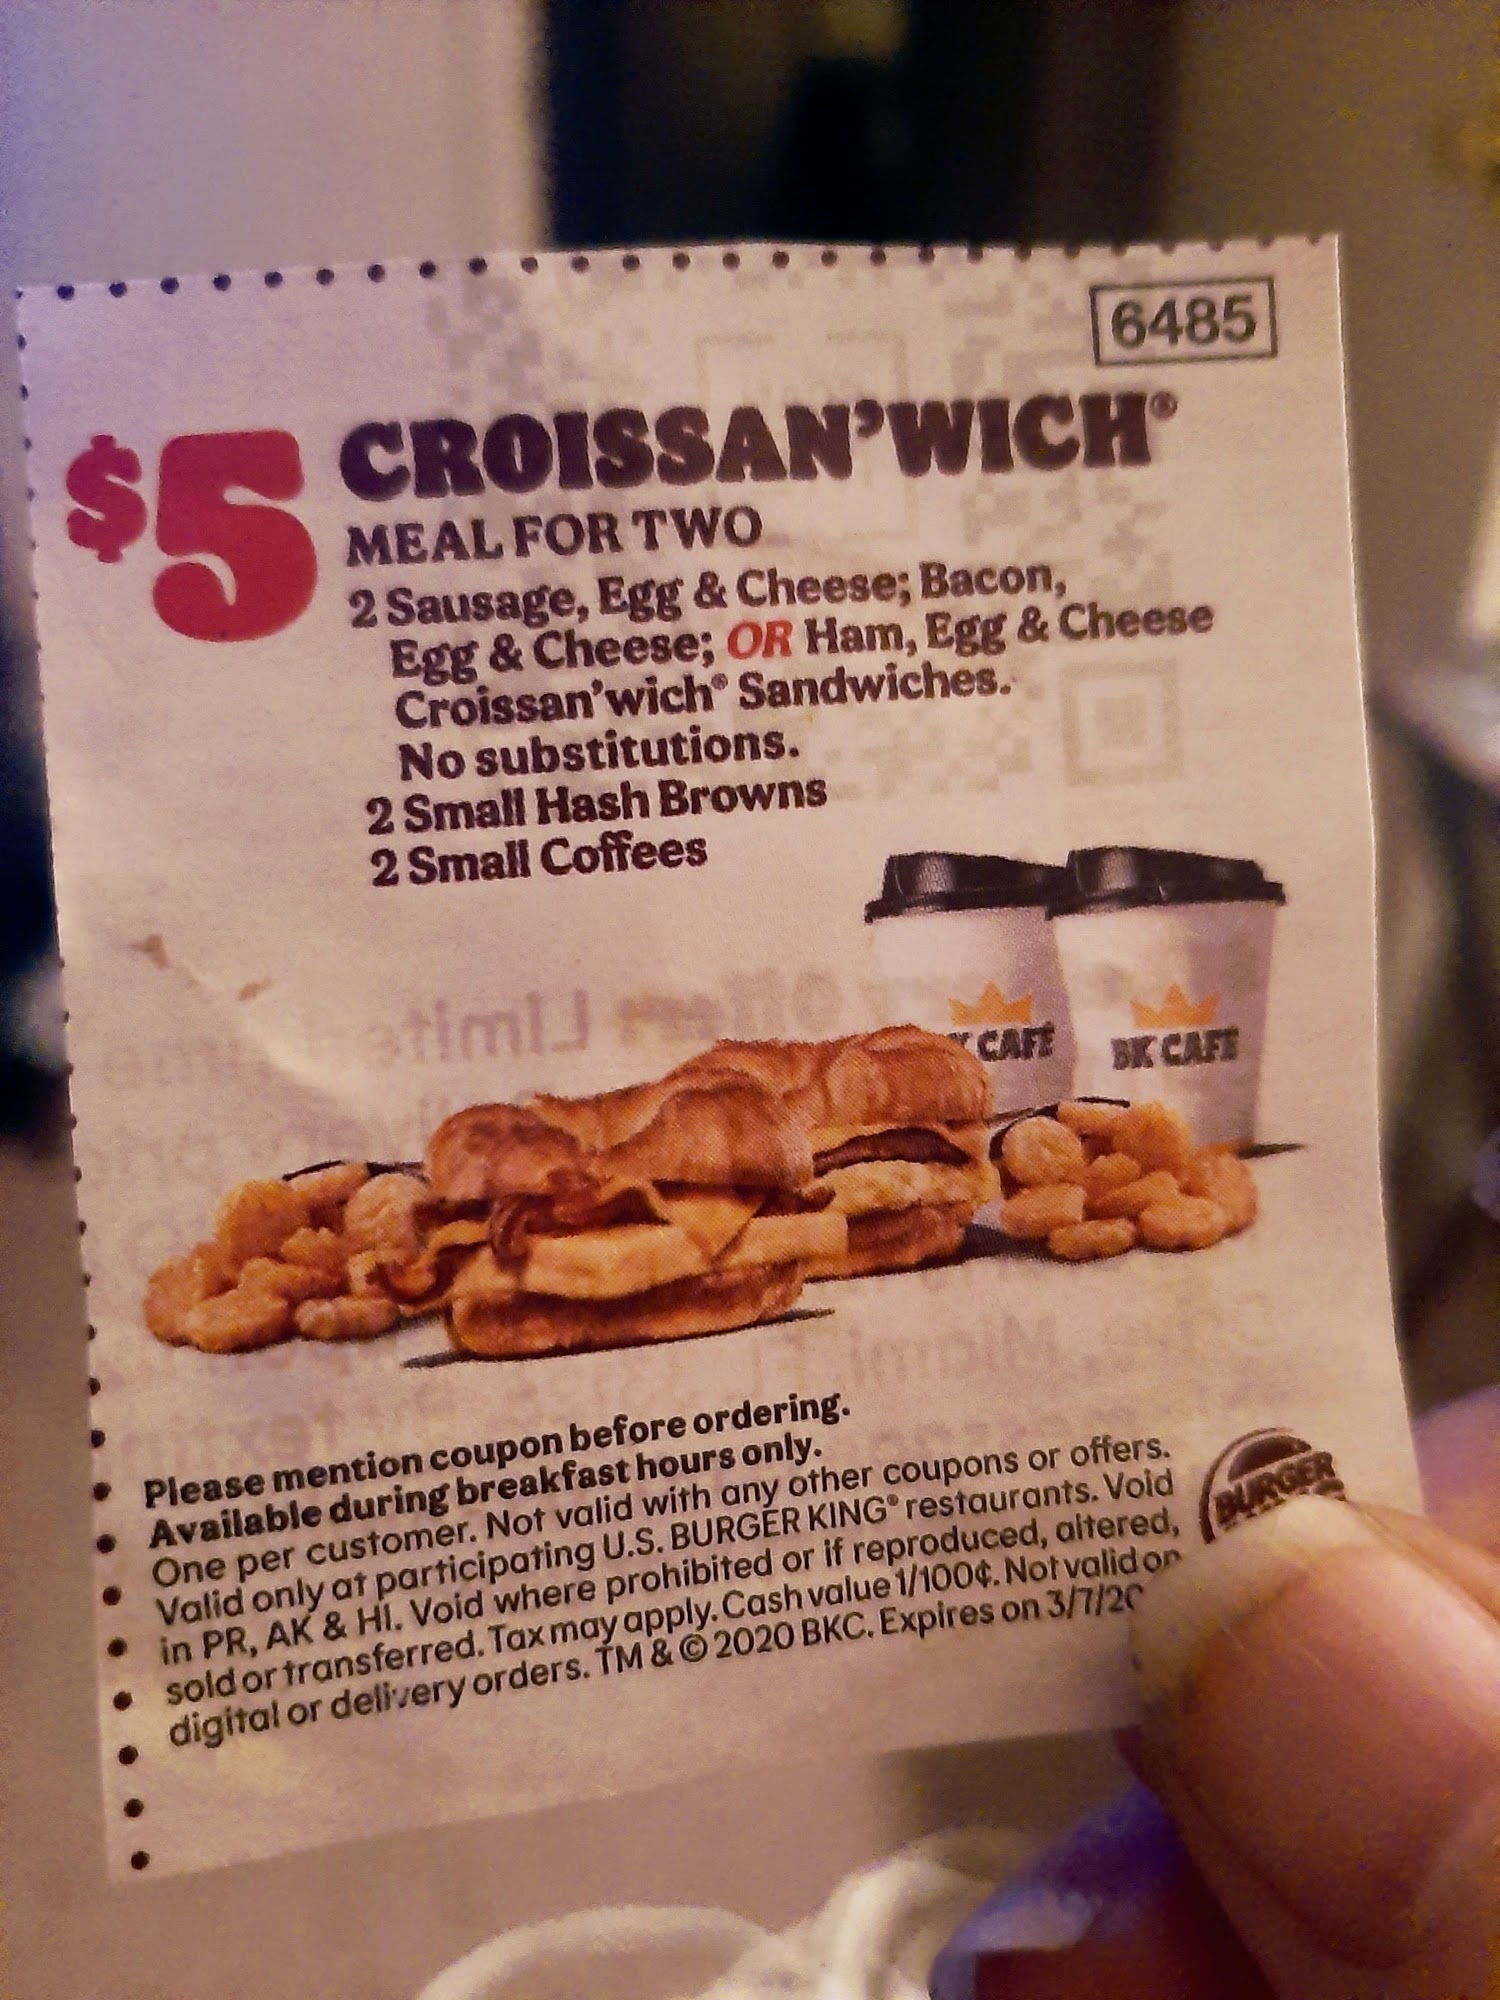 6485
$5 CROISSAN'WICH®
MEAL FOR TWO
2 Sausage, Egg & Cheese; Bacon,
Egg & Cheese; OR Ham, Egg & Cheese
Croissan'wich® Sandwiches.
No substitutions.
2 Small Hash Browns
2 Small Coffees
CAFE
BK CAFE
Please mention coupon before ordering.
Available during breakfast hours only.
One per customer. Not valid with any other coupons or offers.
Valid only at participating U.S. BURGER KING® restaurants. Void
in PR, AK & HI. Void where prohibited or if reproduced, altered,
sold or transferred. Tax may apply. Cash value 1/100¢. Not valid on
digital or delivery orders. TM & © 2020 BKC. Expires on 3/7/20
BURGER